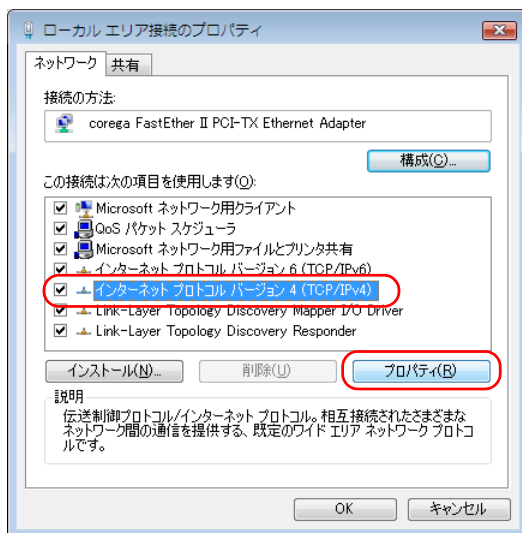 ローカル エリア接続のプロパティ
ネットワーク 共有
接続の方法:
corega FastEther II PCI-TX Ethernet Adapter
構成(C)...
この接続は次の項目を使用します(O):
Microsoft ネットワーク用クライアント
QoS パケット スケジューラ
Microsoft ネットワーク用ファイルとプリンタ共有
インターネット プロトコル バージョン 6 (TCP/IPv6)
インターネット プロトコル バージョン 4 (TCP/IPv4)
Link-Layer Topology Discovery Mapper I/O Driver
Link-Layer Topology Discovery Responder
インストール(N)... 削除(U) プロパティ(R)
説明
伝送制御プロトコル/インターネット プロトコル。相互接続されたさまざまな
ネットワーク間の通信を提供する、既定のワイド エリア ネットワーク プロトコ
ルです。
OK キャンセル